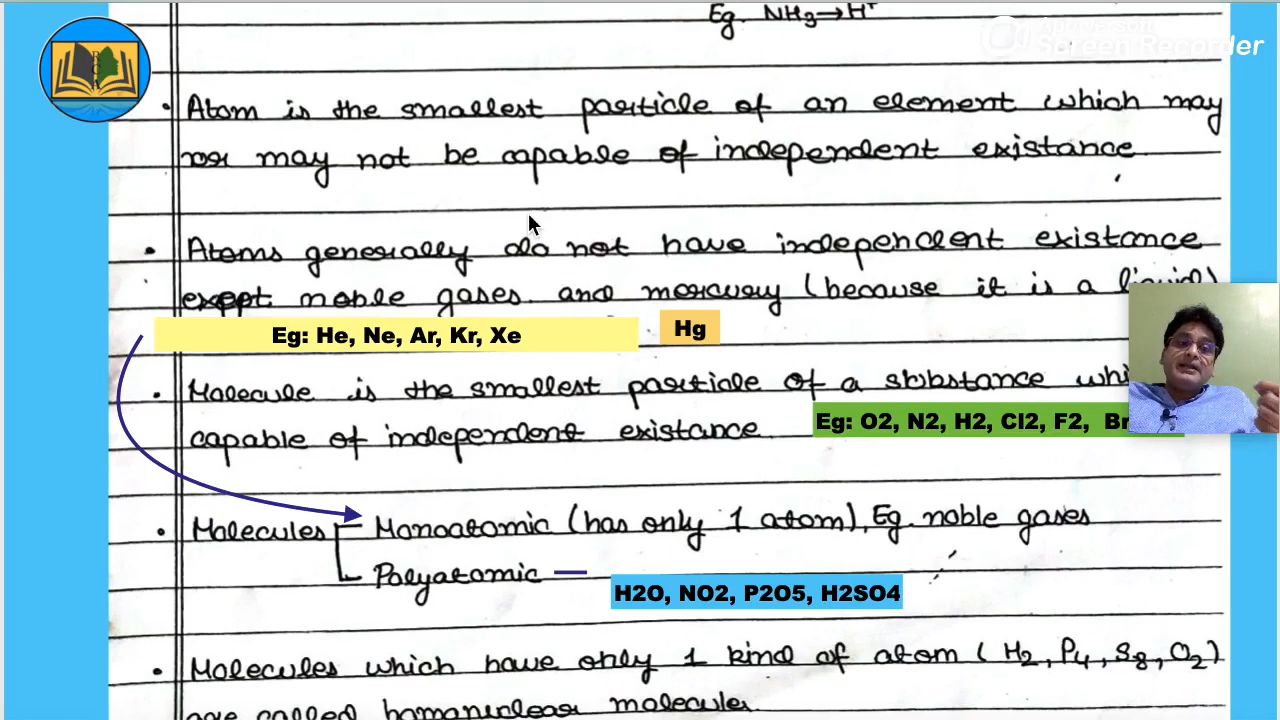 Eg. NH3→H+
Screen Recorder
• Atom is the smallest particle of an element which may
or may not be capable of independent existance
• Atoms generally do not have independent existance
exept noble gases and mercury (because it is a liquid)
Eg: He, Ne, Ar, Kr, Xe
Hg
• Molecule is the smallest particle of a sbbstance
Eg: O2, N2, H2, Cl2, F2,
capable of independent existance
• Molecules Monoatomic (has only 1 atom), Eg. noble gases
Polyatomic —
H2O, NO2, P2O5, H2SO4
• Molecules which have only 1 kind of atom (H2, P4, S8, O2)
are called homonuclear molecules.